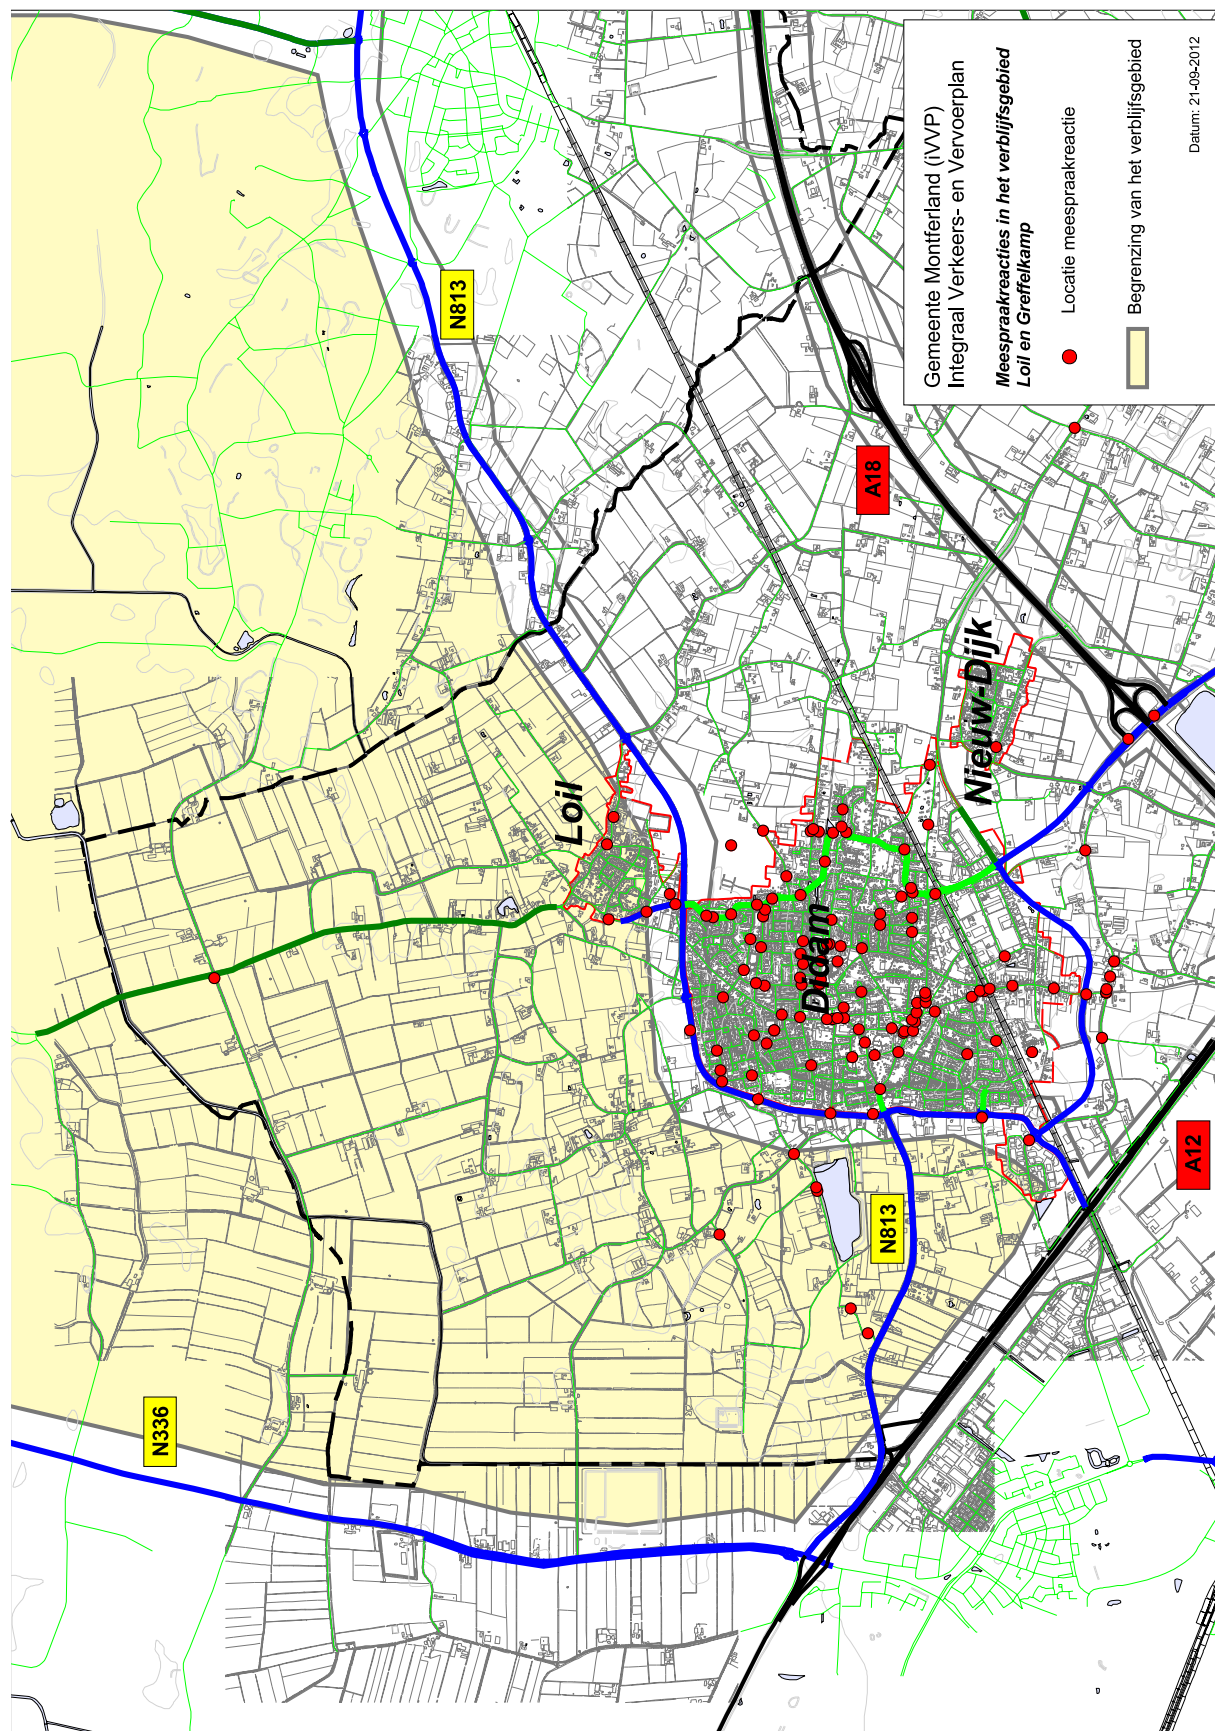 Gemeente Montferland (iVVP)
Integraal Verkeers- en Vervoerplan
Meespraakreacties in het verblijfsgebied
Loil en Greffelkamp
Locatie meespraakreactie
Begrenzing van het verblijfsgebied
Datum: 21-09-2012
N813
A18
Nieuw-Dijk
Loil
Didam
N813
A12
N336